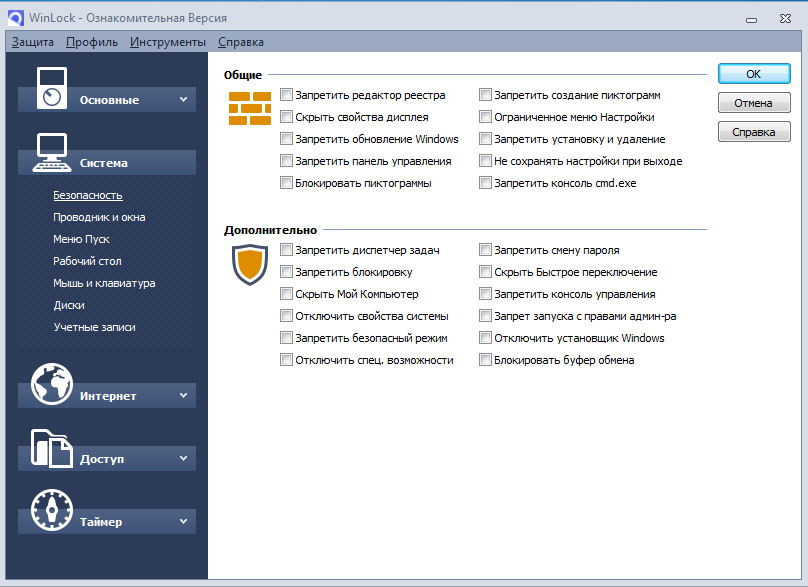 WinLock - Ознакомительная Версия
Защита Профиль Инструменты Справка
Основные
Система
Безопасность
Проводник и окна
Меню Пуск
Рабочий стол
Мышь и клавиатура
Диски
Учетные записи
Интернет
Доступ
Таймер
Общие
Запретить редактор реестра
Запретить создание пиктограмм
Скрыть свойства дисплея
Ограниченное меню Настройки
Запретить обновление Windows
Запретить установку и удаление
Запретить панель управления
Не сохранять настройки при выходе
Блокировать пиктограммы
Запретить консоль cmd.exe
Дополнительно
Запретить диспетчер задач
Запретить смену пароля
Запретить блокировку
Скрыть Быстрое переключение
Скрыть Мой Компьютер
Запретить консоль управления
Отключить свойства системы
Запрет запуска с правами админ-ра
Запретить безопасный режим
Отключить установщик Windows
Отключить спец. возможности
Блокировать буфер обмена
OK
Отмена
Справка